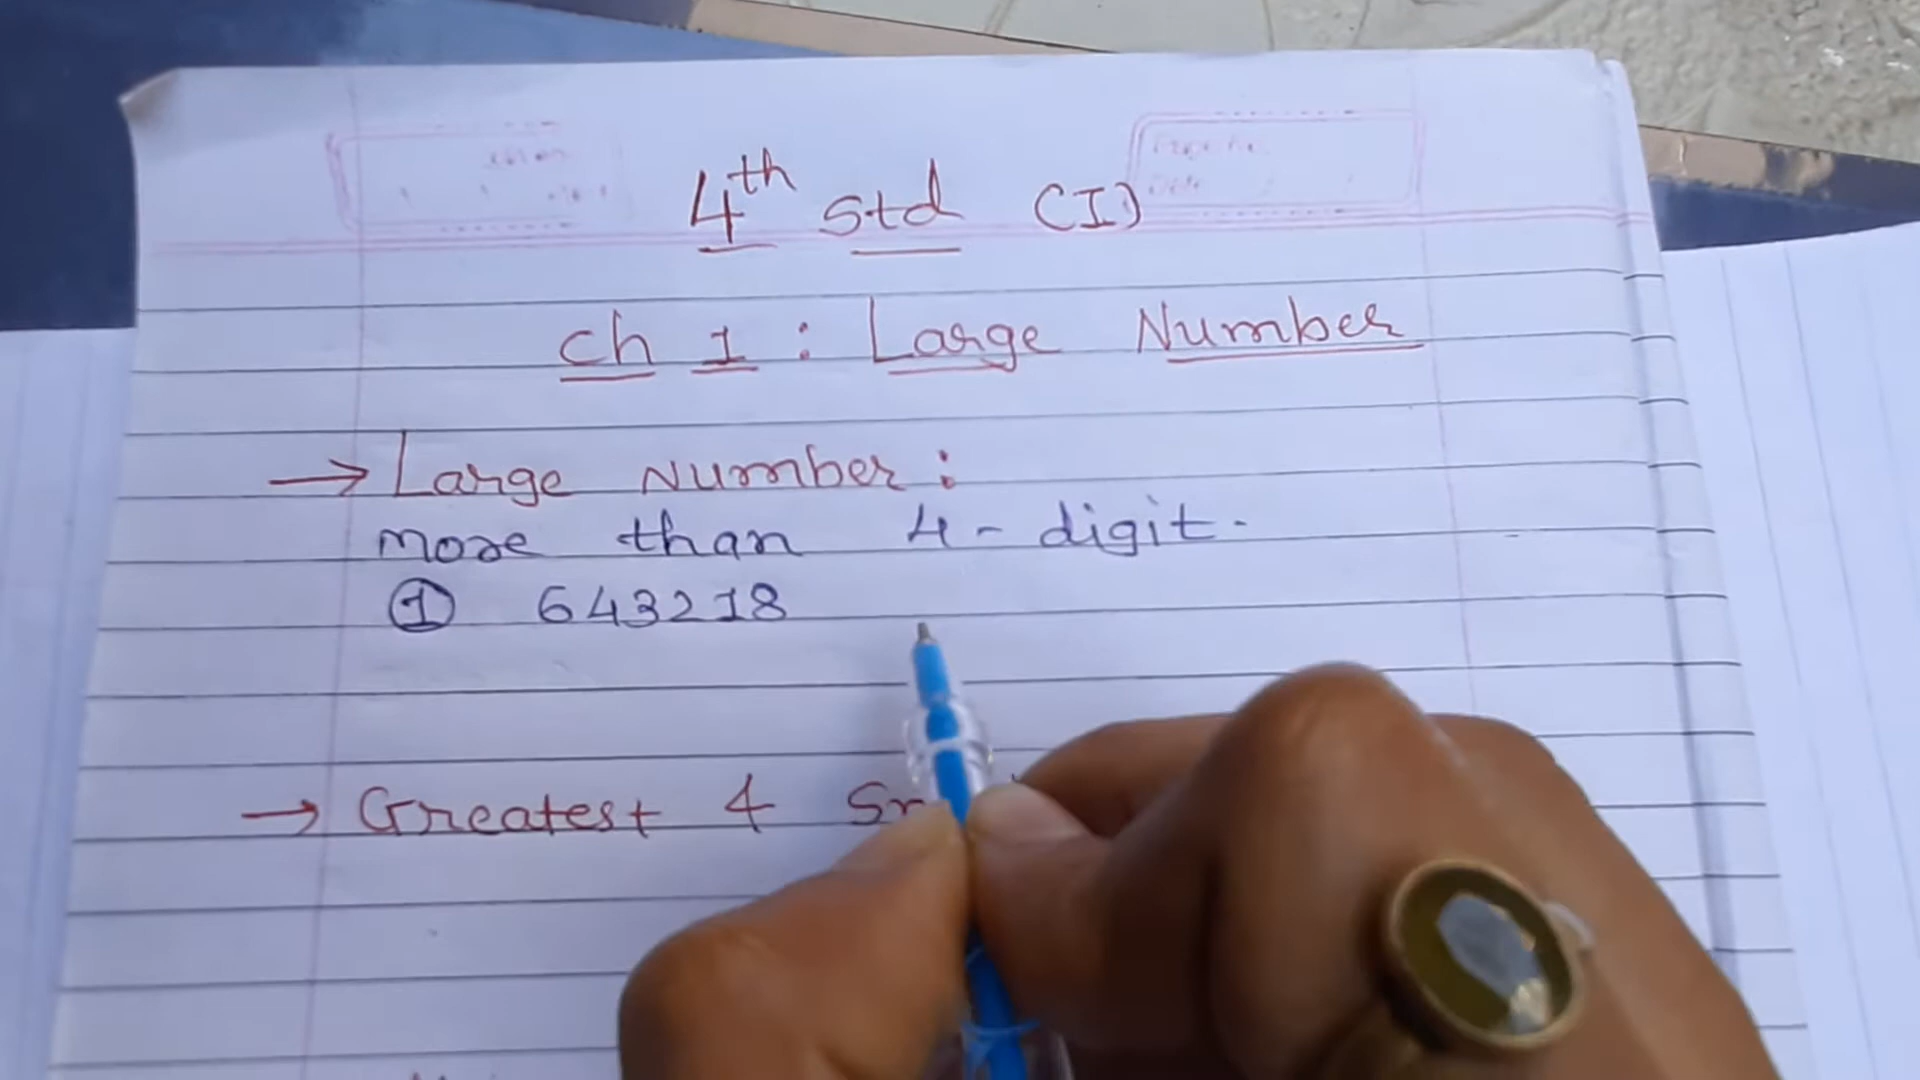 4th std (I)
Ch 1 : Large Number
→ Large Number :
more than 4 - digit.
① 643218
→ Greatest 4